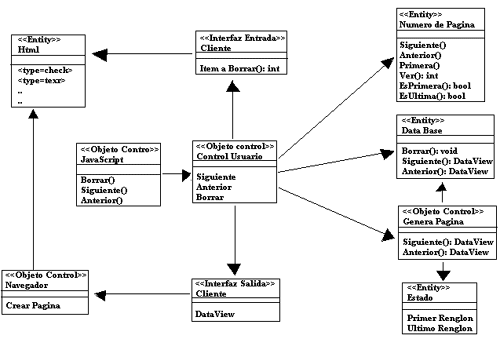 <<Entity>>
Html
<type=check>
<type=texr>
..
..
<<Interfaz Entrada>>
Cliente
Item a Borrar(): int
<<Entity>>
Numero de Pagina
Siguiente()
Anterior()
Primera()
Ver(): int
EsPrimera(): bool
EsUltima(): bool
<<Objeto Contro>>
JavaScript
Borrar()
Siguiente()
Anterior()
<<Objeto control>>
Control Usuario
Siguiente
Anterior
Borrar
<<Entity>>
Data Base
Borrar(): void
Siguiente(): DataView
Anterior(): DataView
<<Objeto Control>>
Genera Pagina
Siguiente(): DataView
Anterior(): DataView
<<Objeto Control>>
Navegador
Crear Pagina
<<Interfaz Salida>>
Cliente
DataView
<<Entity>>
Estado
Primer Renglon
Ultimo Renglon